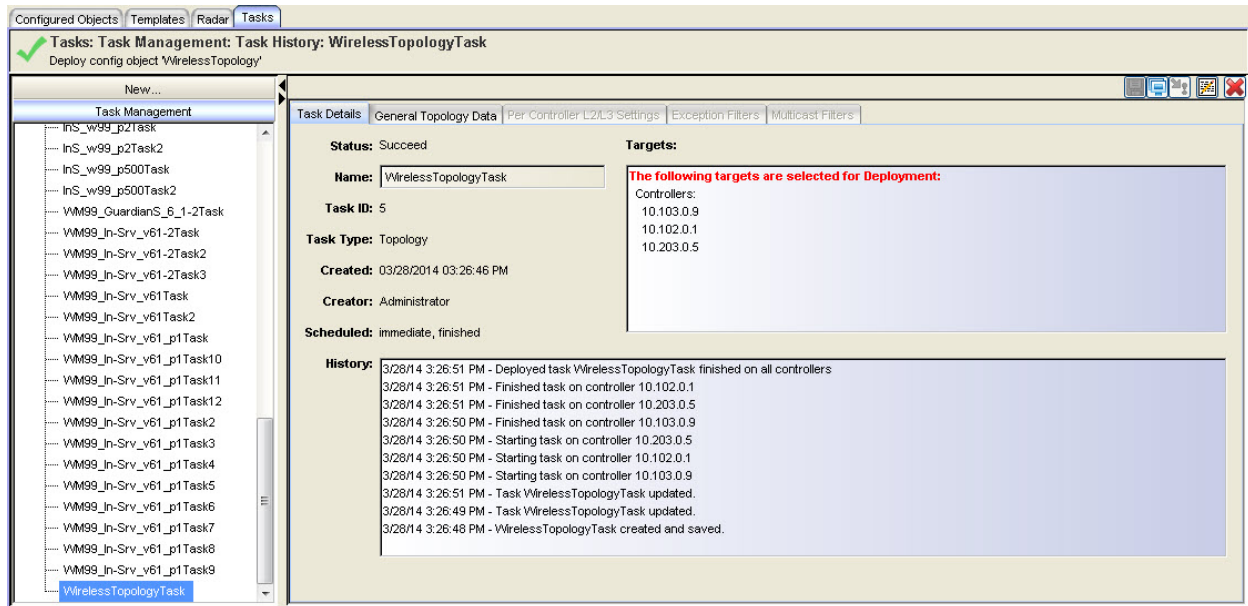 Configured Objects Templates Radar Tasks
Tasks: Task Management: Task History: WirelessTopologyTask
Deploy config object 'WirelessTopology'
New...
Task Management
InS_w99_p2Task
InS_w99_p2Task2
InS_w99_p500Task
InS_w99_p500Task2
WM99_GuardianS_6_1-2Task
WM99_In-Srv_v61-2Task
WM99_In-Srv_v61-2Task2
WM99_In-Srv_v61-2Task3
WM99_In-Srv_v61Task
WM99_In-Srv_v61Task2
WM99_In-Srv_v61_p1Task
WM99_In-Srv_v61_p1Task10
WM99_In-Srv_v61_p1Task11
WM99_In-Srv_v61_p1Task12
WM99_In-Srv_v61_p1Task2
WM99_In-Srv_v61_p1Task3
WM99_In-Srv_v61_p1Task4
WM99_In-Srv_v61_p1Task5
WM99_In-Srv_v61_p1Task6
WM99_In-Srv_v61_p1Task7
WM99_In-Srv_v61_p1Task8
WM99_In-Srv_v61_p1Task9
WirelessTopologyTask
Task Details General Topology Data Per Controller L2/L3 Settings Exception Filters Multicast Filters
Status: Succeed
Name: WirelessTopologyTask
Task ID: 5
Task Type: Topology
Created: 03/28/2014 03:26:46 PM
Creator: Administrator
Scheduled: immediate, finished
Targets:
The following targets are selected for Deployment:
Controllers:
10.103.0.9
10.102.0.1
10.203.0.5
History:
3/28/14 3:26:51 PM - Deployed task WirelessTopologyTask finished on all controllers
3/28/14 3:26:51 PM - Finished task on controller 10.102.0.1
3/28/14 3:26:51 PM - Finished task on controller 10.203.0.5
3/28/14 3:26:50 PM - Finished task on controller 10.103.0.9
3/28/14 3:26:50 PM - Starting task on controller 10.203.0.5
3/28/14 3:26:50 PM - Starting task on controller 10.102.0.1
3/28/14 3:26:50 PM - Starting task on controller 10.103.0.9
3/28/14 3:26:51 PM - Task WirelessTopologyTask updated.
3/28/14 3:26:49 PM - Task WirelessTopologyTask updated.
3/28/14 3:26:48 PM - WirelessTopologyTask created and saved.